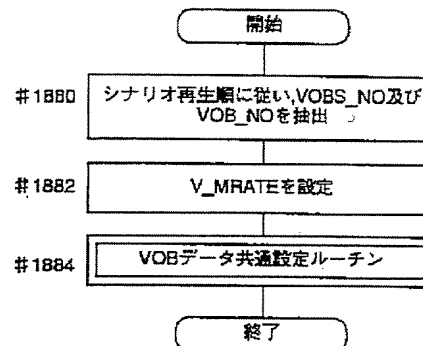 開始
#1880
シナリオ再生順に従い,VOBS_NO及び
VOB_NOを抽出
#1882
V_MRATEを設定
#1884
VOBデータ共通設定ルーチン
終了